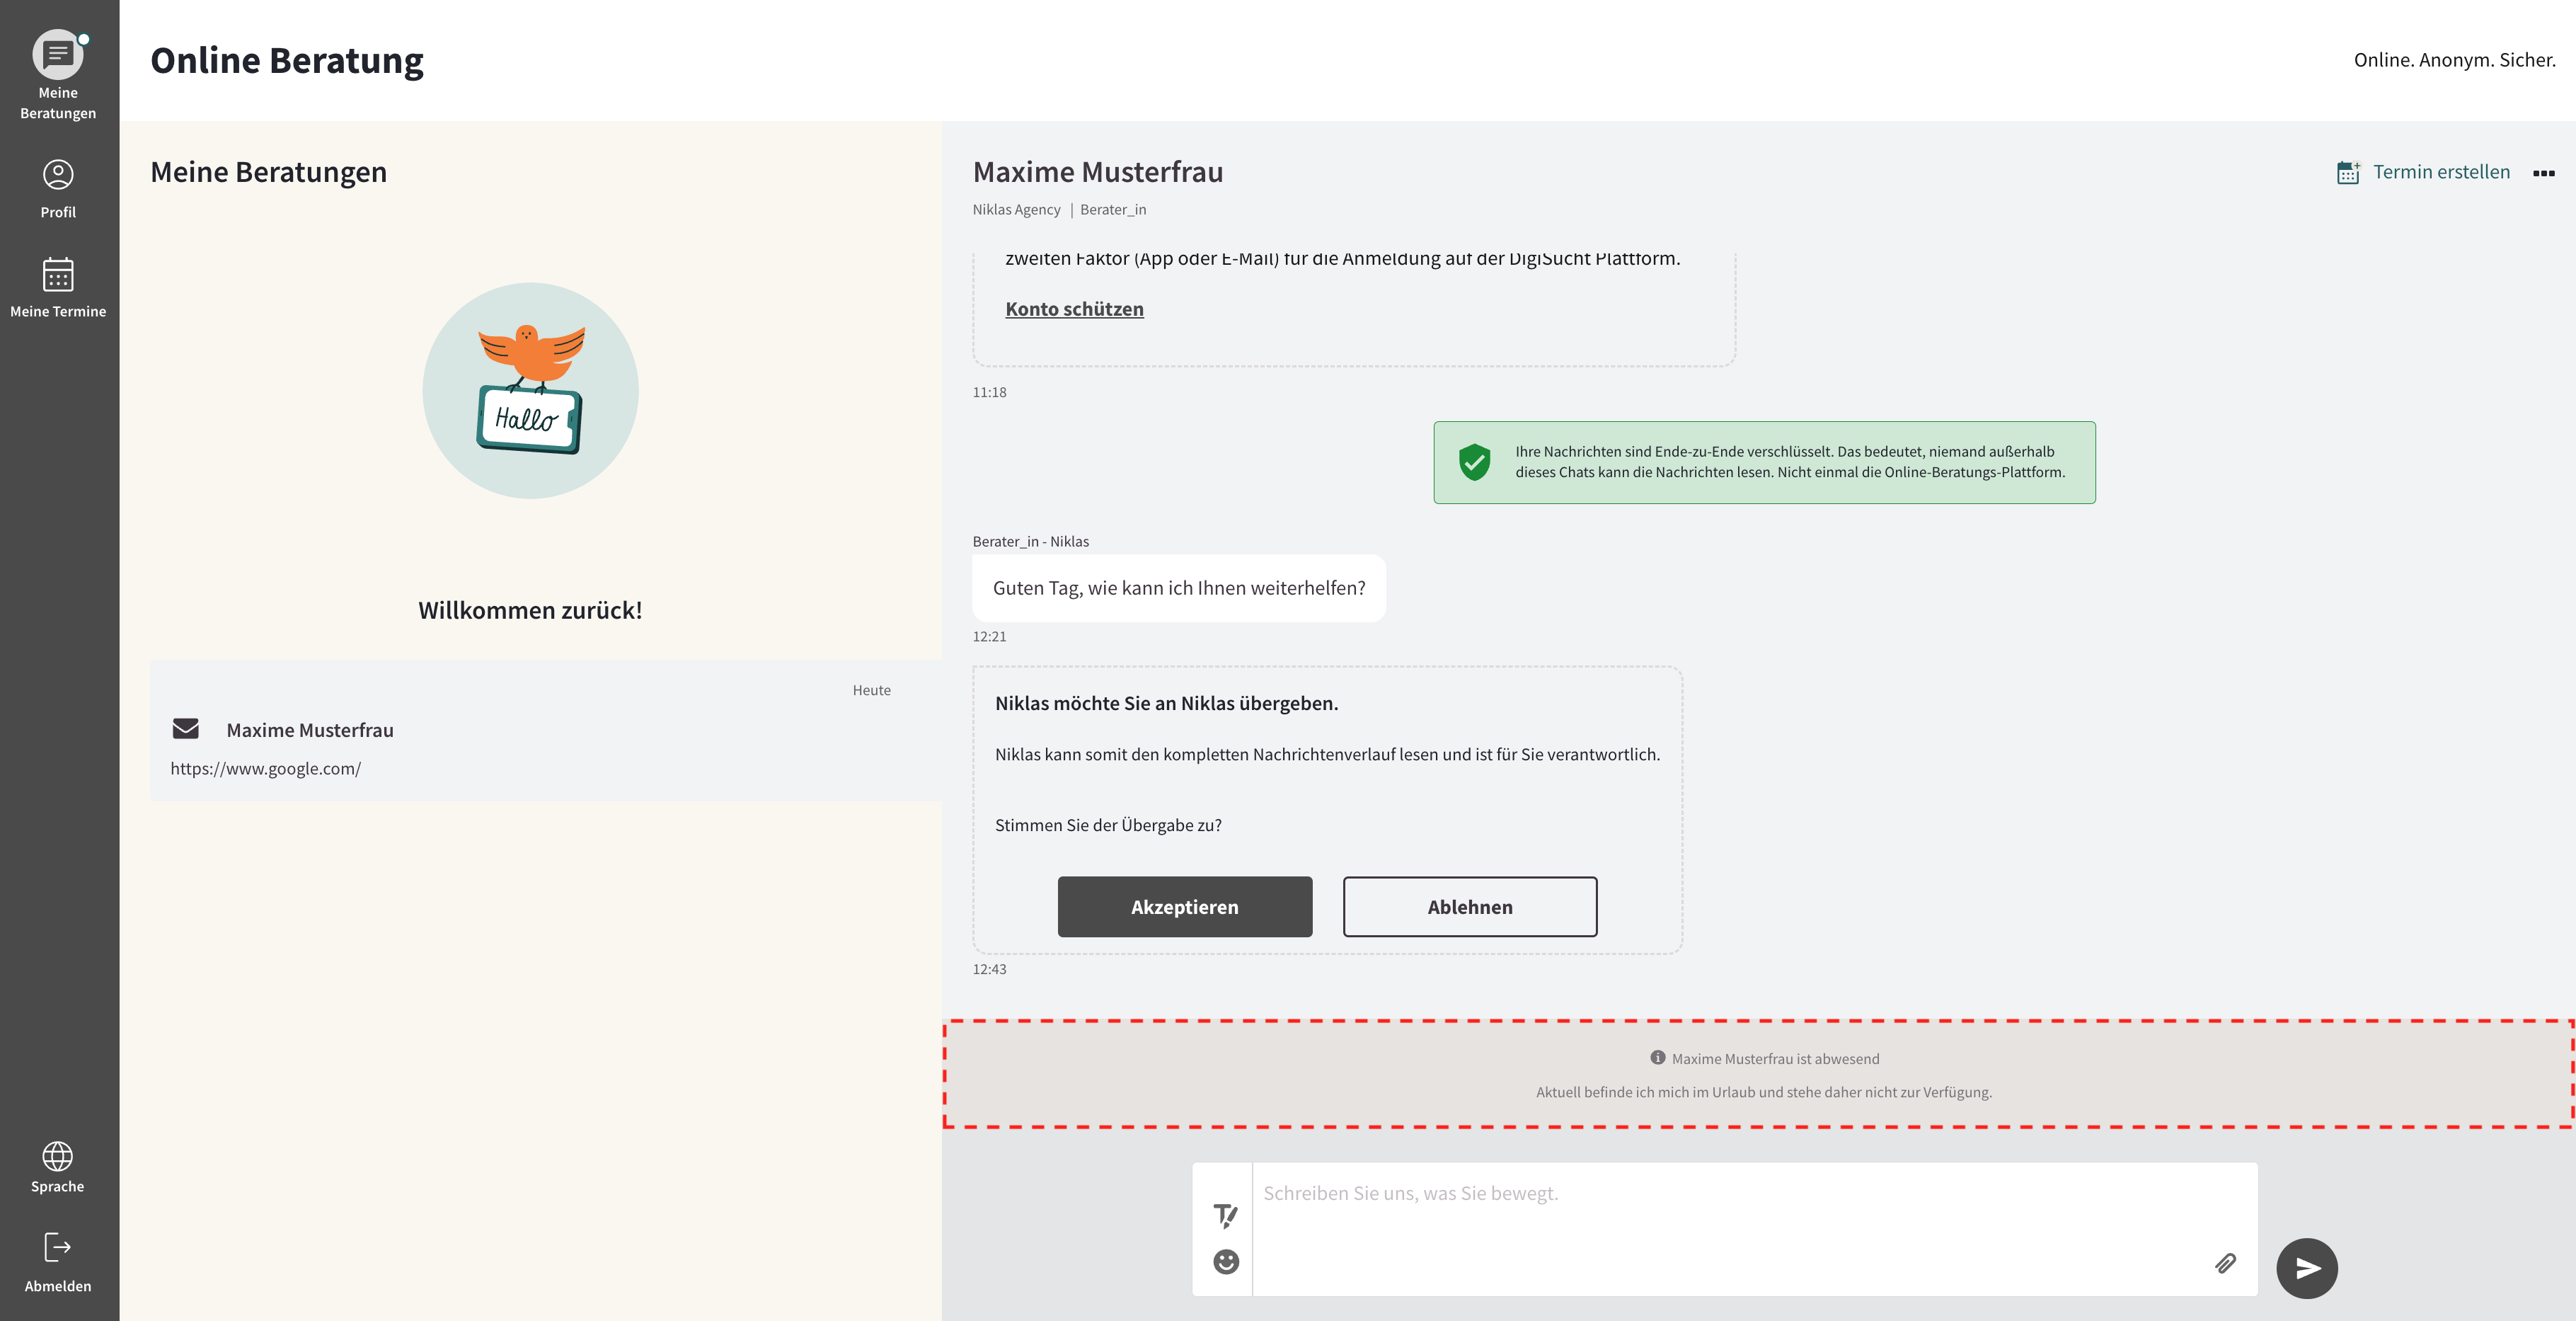 Meine
Beratungen
Profil
Meine Termine
Sprache
Abmelden
Online Beratung
Online. Anonym. Sicher.
Meine Beratungen
Hallo
Willkommen zurück!
Heute
Maxime Musterfrau
https://www.google.com/
Maxime Musterfrau
Niklas Agency | Berater_in
Termin erstellen
zweiten Faktor (App oder E-Mail) für die Anmeldung auf der DigiSucht Plattform.
Konto schützen
11:18
Ihre Nachrichten sind Ende-zu-Ende verschlüsselt. Das bedeutet, niemand außerhalb
dieses Chats kann die Nachrichten lesen. Nicht einmal die Online-Beratungs-Plattform.
Berater_in - Niklas
Guten Tag, wie kann ich Ihnen weiterhelfen?
12:21
Niklas möchte Sie an Niklas übergeben.
Niklas kann somit den kompletten Nachrichtenverlauf lesen und ist für Sie verantwortlich.
Stimmen Sie der Übergabe zu?
Akzeptieren
Ablehnen
12:43
Maxime Musterfrau ist abwesend
Aktuell befinde ich mich im Urlaub und stehe daher nicht zur Verfügung.
Schreiben Sie uns, was Sie bewegt.